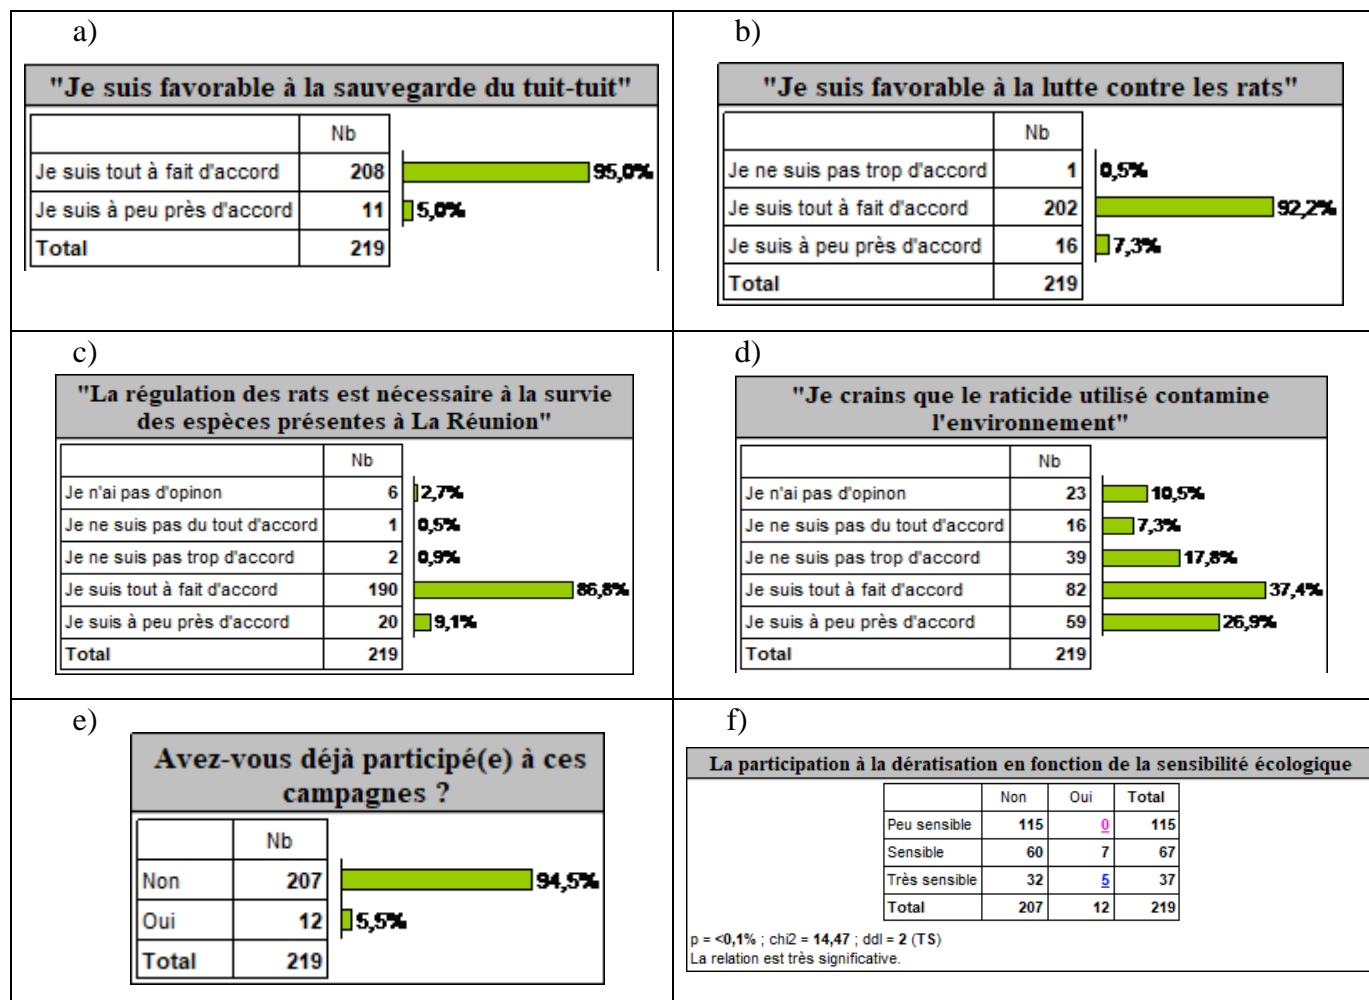 a)
"Je suis favorable à la sauvegarde du tuit-tuit"
Nb
Je suis tout à fait d'accord 208 95,0%
Je suis à peu près d'accord 11 5,0%
Total 219
b)
"Je suis favorable à la lutte contre les rats"
Nb
Je ne suis pas trop d'accord 1 0,5%
Je suis tout à fait d'accord 202 92,2%
Je suis à peu près d'accord 16 7,3%
Total 219
c)
"La régulation des rats est nécessaire à la survie
des espèces présentes à La Réunion"
Nb
Je n'ai pas d'opinon 6 2,7%
Je ne suis pas du tout d'accord 1 0,5%
Je ne suis pas trop d'accord 2 0,9%
Je suis tout à fait d'accord 190 86,8%
Je suis à peu près d'accord 20 9,1%
Total 219
d)
"Je crains que le raticide utilisé contamine
l'environnement"
Nb
Je n'ai pas d'opinon 23 10,5%
Je ne suis pas du tout d'accord 16 7,3%
Je ne suis pas trop d'accord 39 17,8%
Je suis tout à fait d'accord 82 37,4%
Je suis à peu près d'accord 59 26,9%
Total 219
e)
Avez-vous déjà participé(e) à ces
campagnes ?
Nb
Non 207 94,5%
Oui 12 5,5%
Total 219
f)
La participation à la dératisation en fonction de la sensibilité écologique
Non Oui Total
Peu sensible 115 0 115
Sensible 60 7 67
Très sensible 32 5 37
Total 207 12 219
p = <0,1% ; chi2 = 14,47 ; ddl = 2 (TS)
La relation est très significative.